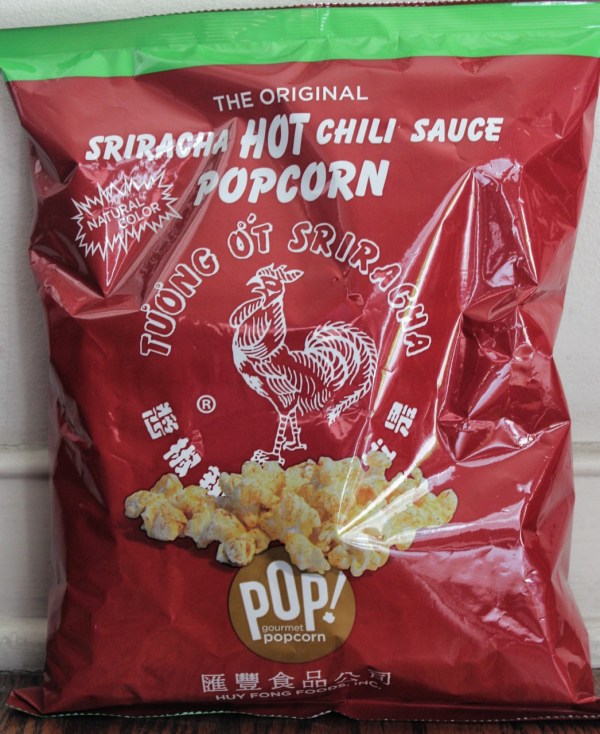 THE ORIGINAL
SRIRACHA HOT CHILI SAUCE
POPCORN
NATURAL COLOR
TƯƠNG ỚT SRIRACHA
®
POP!
gourmet
popcorn
匯豐食品公司
HUY FONG FOODS, INC.